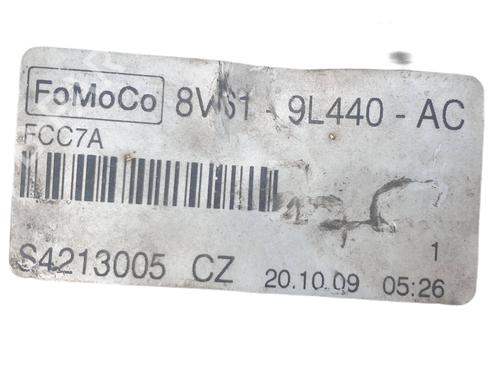 FoMoCo 8V61 - 9L440 - AC
FCC7A
1
S4213005 CZ 20.10.09 05:26